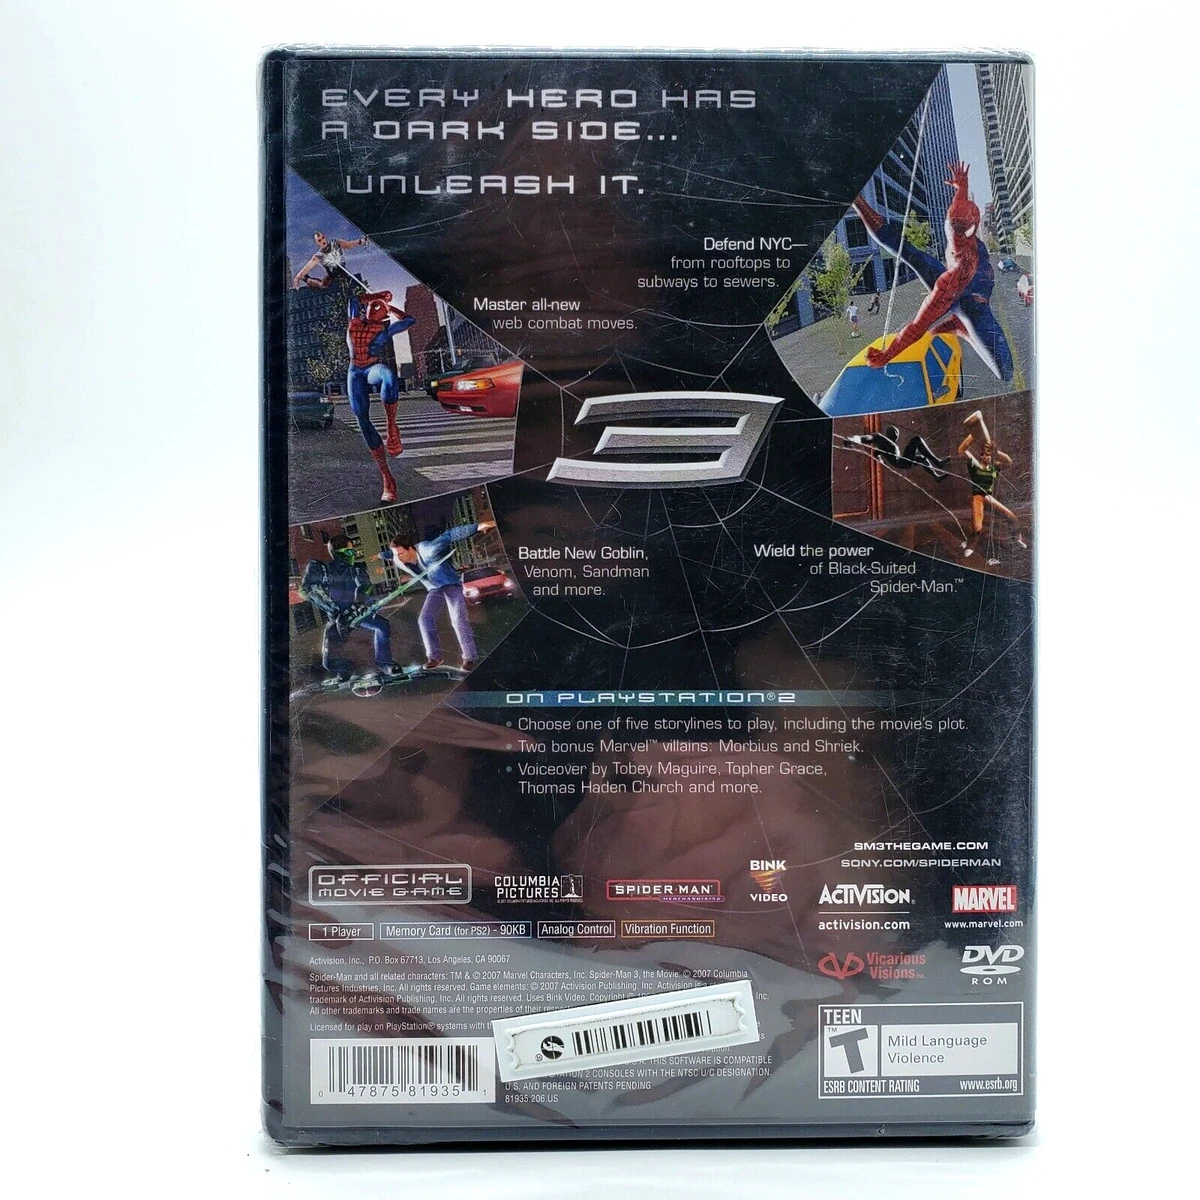 EVERY HERO HAS
A DARK SIDE...
UNLEASH IT.
Defend NYC—
from rooftops to
subways to sewers.
Master all-new
web combat moves.
3
Battle New Goblin,
Venom, Sandman
and more.
Wield the power
of Black-Suited
Spider-Man.™
ON PLAYSTATION®2
• Choose one of five storylines to play, including the movie's plot.
• Two bonus Marvel™ villains: Morbius and Shriek.
• Voiceover by Tobey Maguire, Topher Grace,
Thomas Haden Church and more.
SM3THEGAME.COM
SONY.COM/SPIDERMAN
OFFICIAL
MOVIE GAME
COLUMBIA
PICTURES
SPIDER-MAN
MERCHANDISING
BINK
VIDEO
ACTIVISION®
activision.com
MARVEL
www.marvel.com
1 Player
Memory Card (for PS2) - 90KB
Analog Control
Vibration Function
Vicarious
Visions
DVD
ROM
Activision, Inc., P.O. Box 67713, Los Angeles, CA 90067
Spider-Man and all related characters: TM & © 2007 Marvel Characters, Inc. Spider-Man 3, the Movie: © 2007 Columbia
Pictures Industries, Inc. All rights reserved. Game elements: © 2007 Activision Publishing, Inc. Activision is a
trademark of Activision Publishing, Inc. All rights reserved. Uses Bink Video. Copyright © Inc.
All other trademarks and trade names are the properties of their
Licensed for play on PlayStation® systems with
THIS SOFTWARE IS COMPATIBLE
2 CONSOLES WITH THE NTSC U/C DESIGNATION.
U.S. AND FOREIGN PATENTS PENDING
81935.206.US
0 47875 81935 1
TEEN
T™
Mild Language
Violence
ESRB CONTENT RATING
www.esrb.org